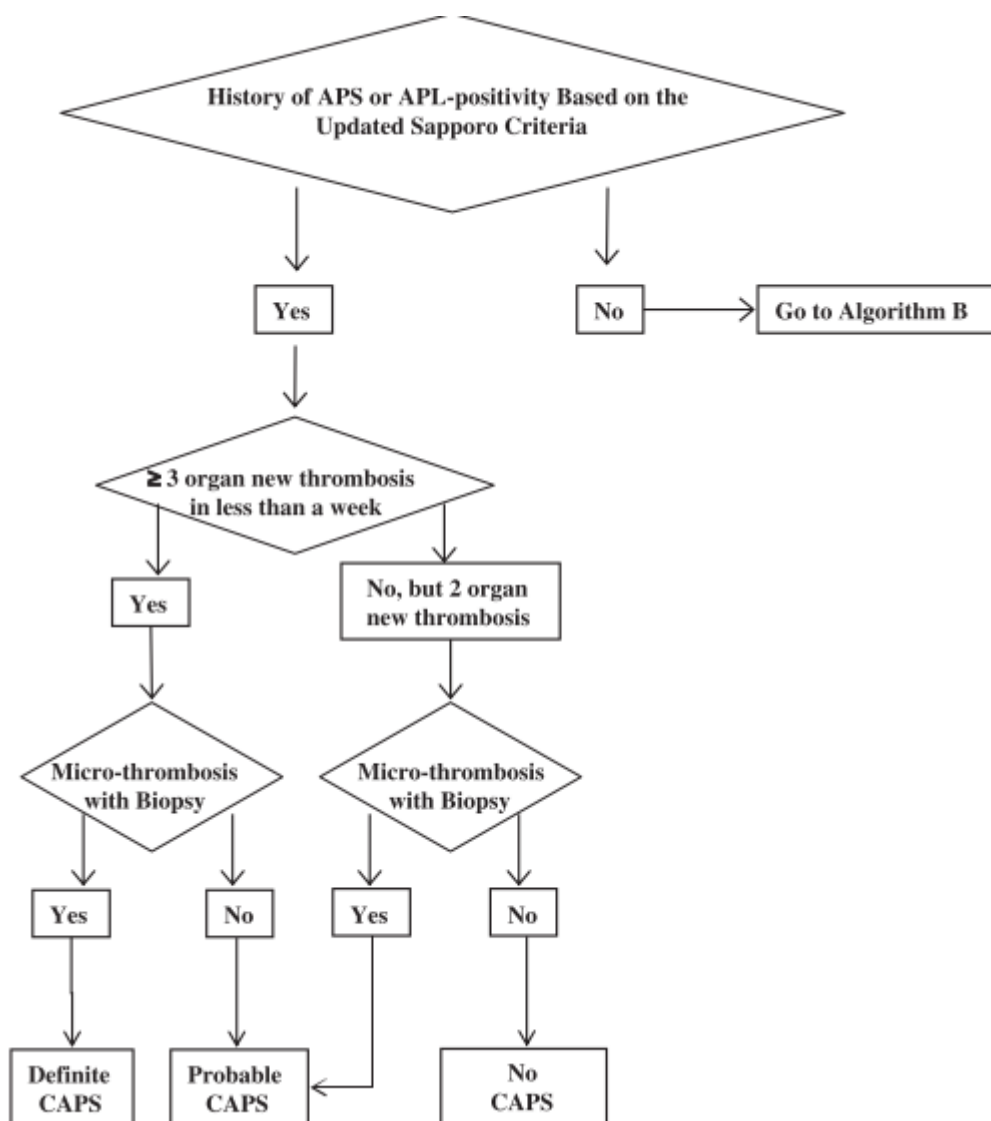 History of APS or APL-positivity Based on the
Updated Sapporo Criteria
Yes
No
Go to Algorithm B
≥ 3 organ new thrombosis
in less than a week
Yes
No, but 2 organ
new thrombosis
Micro-thrombosis
with Biopsy
Micro-thrombosis
with Biopsy
Yes
No
Yes
No
Definite
CAPS
Probable
CAPS
No
CAPS